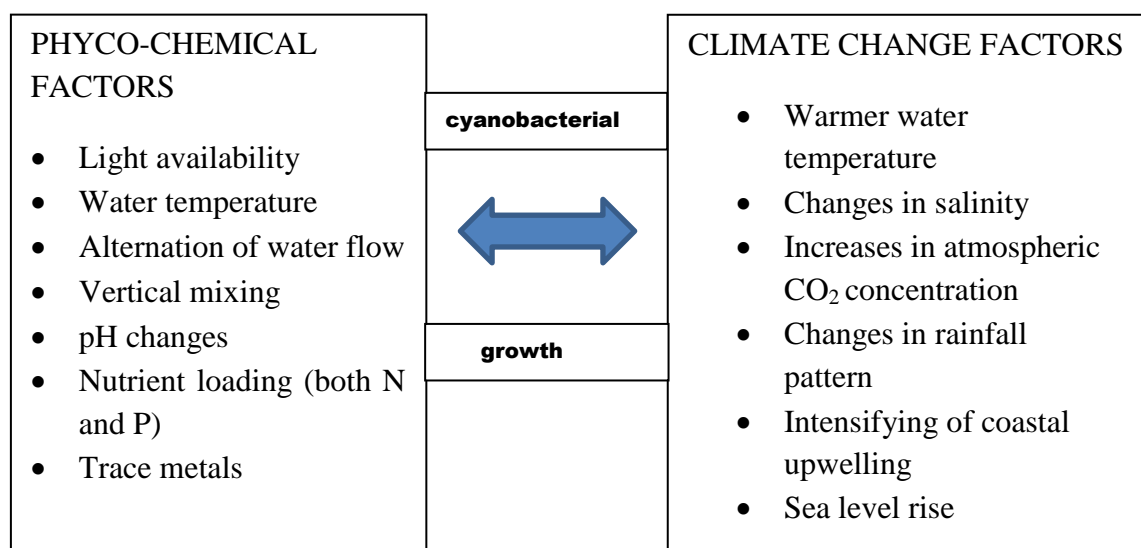 PHYCO-CHEMICAL
FACTORS
• Light availability
• Water temperature
• Alternation of water flow
• Vertical mixing
• pH changes
• Nutrient loading (both N
and P)
• Trace metals
cyanobacterial
growth
CLIMATE CHANGE FACTORS
• Warmer water
temperature
• Changes in salinity
• Increases in atmospheric
CO₂ concentration
• Changes in rainfall
pattern
• Intensifying of coastal
upwelling
• Sea level rise